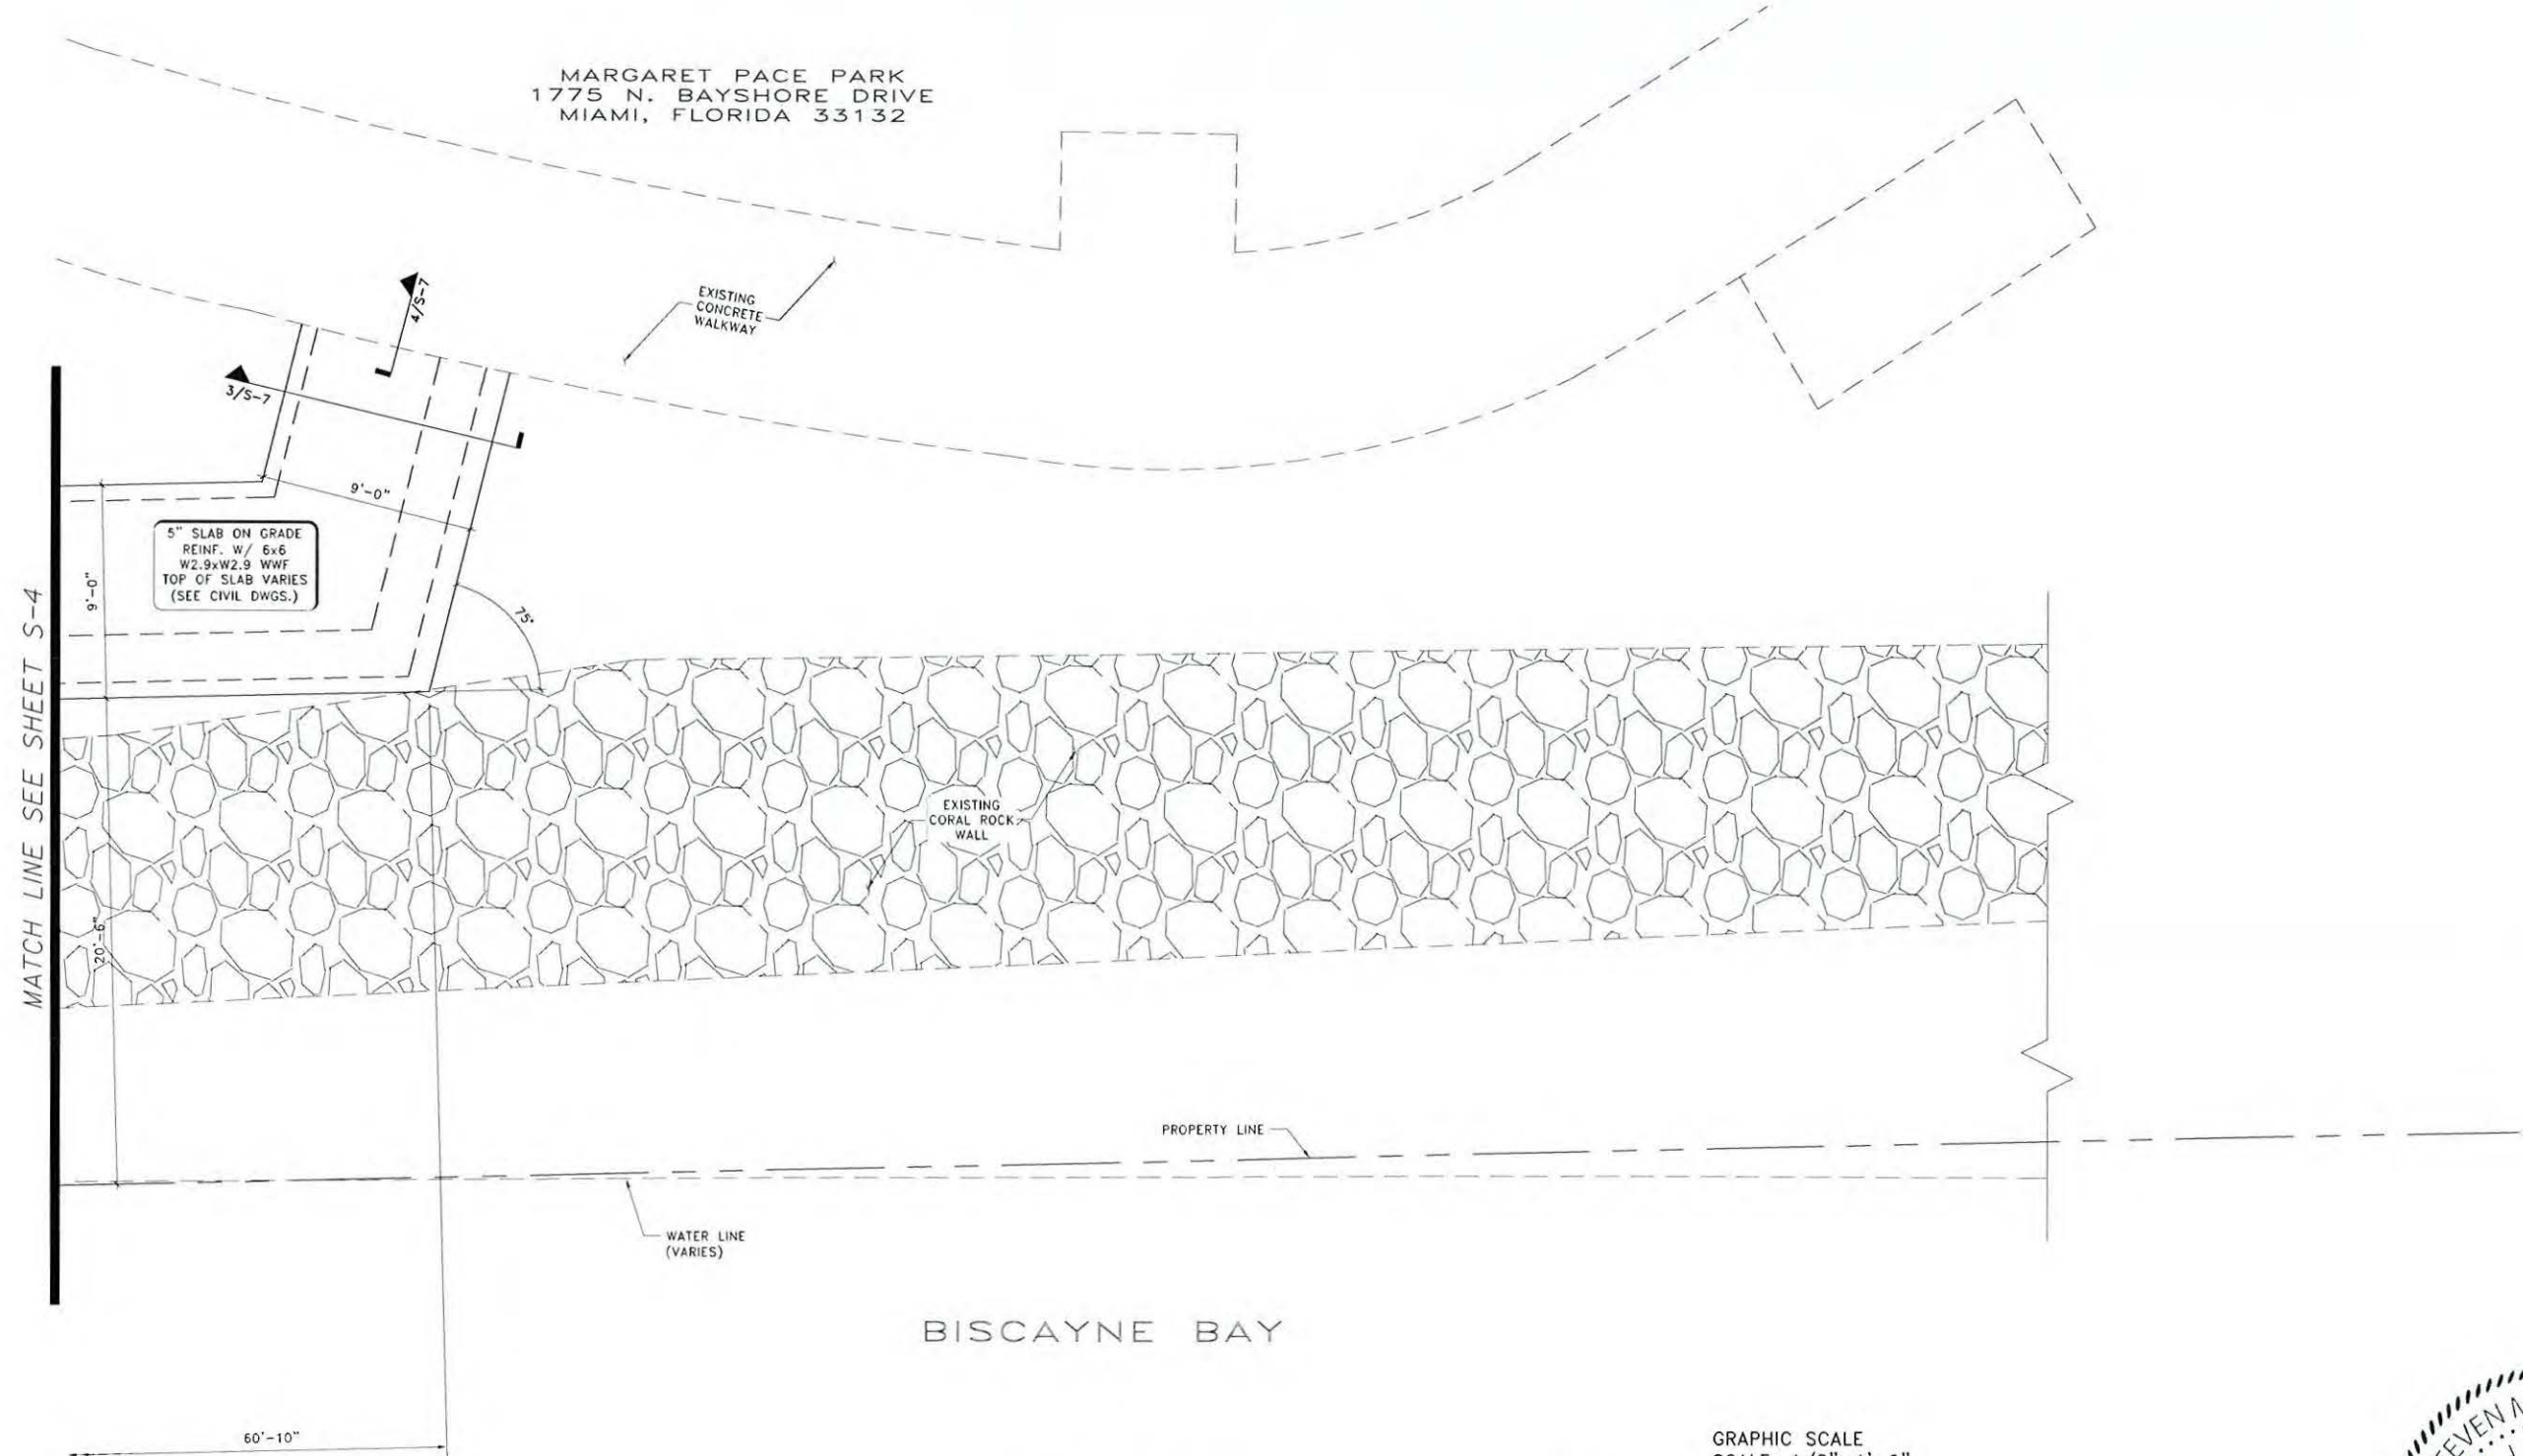 MARGARET PACE PARK
1775 N. BAYSHORE DRIVE
MIAMI, FLORIDA 33132
4/S-7
EXISTING
CONCRETE
WALKWAY
3/S-7
9'-0"
5" SLAB ON GRADE
REINF. W/ 6x6
W2.9xW2.9 WWF
TOP OF SLAB VARIES
(SEE CIVIL DWGS.)
9'-0"
75°
MATCH LINE SEE SHEET S-4
EXISTING
CORAL ROCK
WALL
20'-6"
PROPERTY LINE
WATER LINE
(VARIES)
BISCAYNE BAY
60'-10"
GRAPHIC SCALE